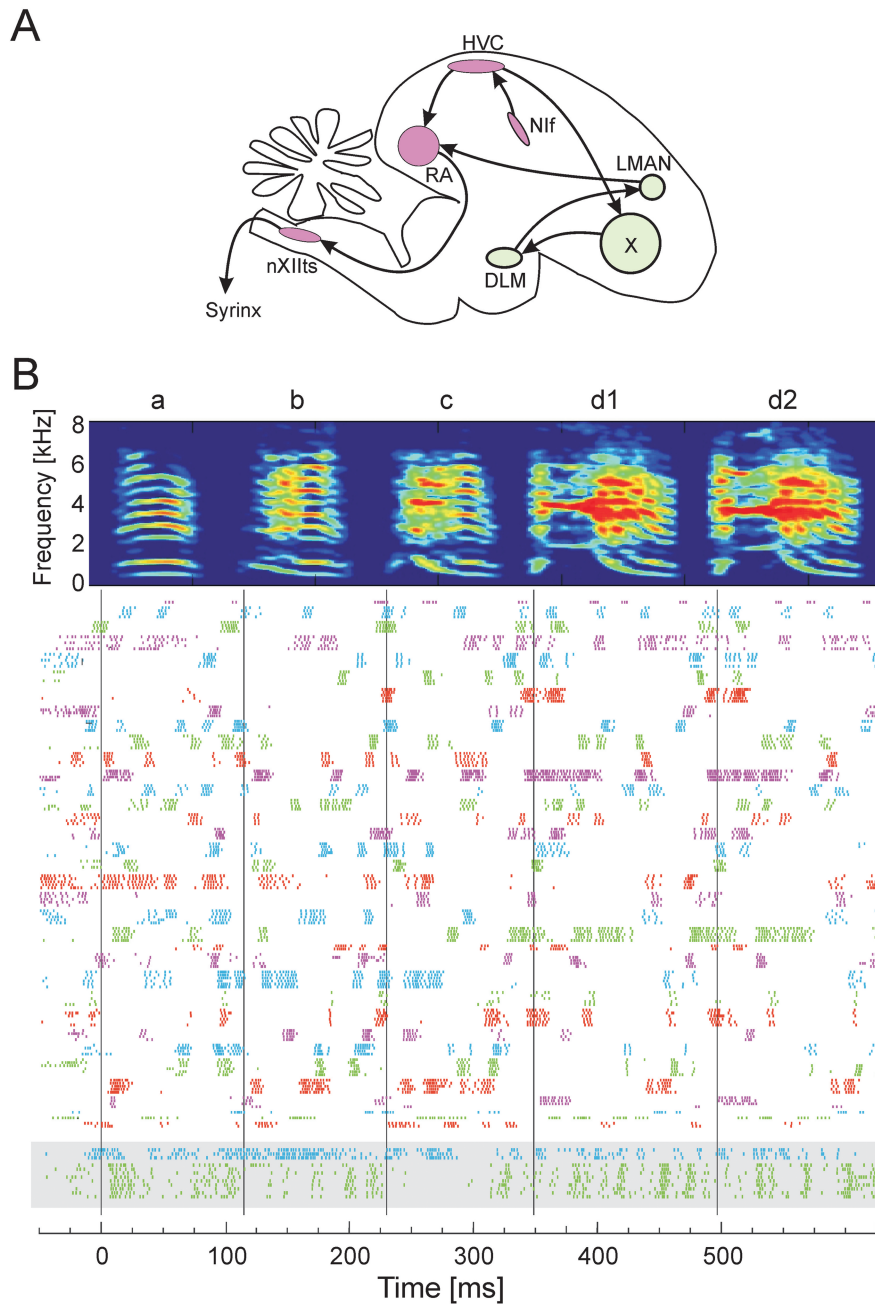 A
HVC
NIf
LMAN
RA
X
nXIIts
DLM
Syrinx
B
a b c d1 d2
Frequency [kHz]
8
6
4
2
0
0 100 200 300 400 500
Time [ms]